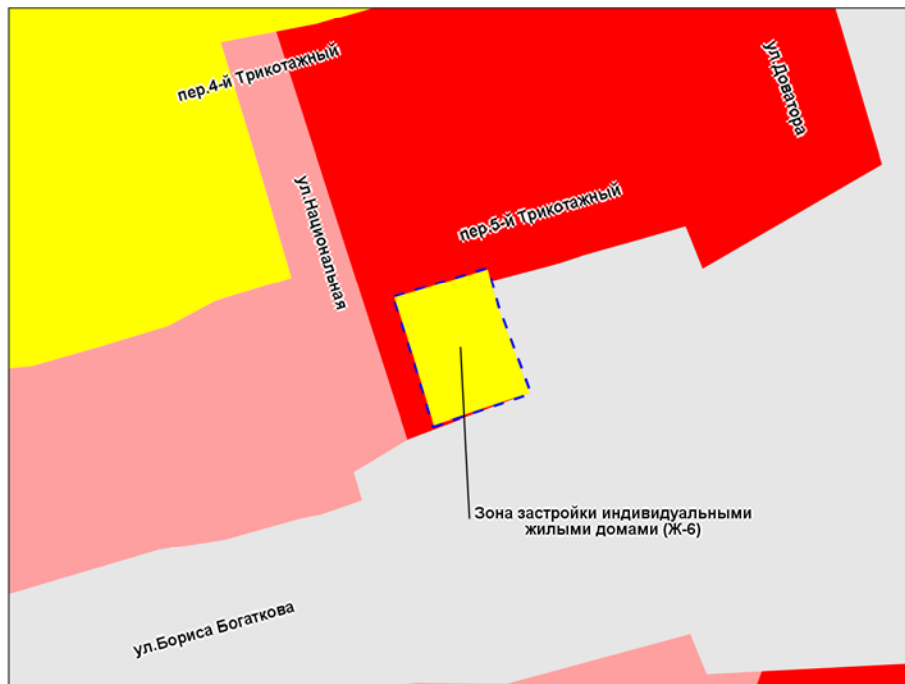 пер.4-й Трикотажный
ул.Доватора
ул.Национальная
пер.5-й Трикотажный
Зона застройки индивидуальными
жилыми домами (Ж-6)
ул.Бориса Богаткова